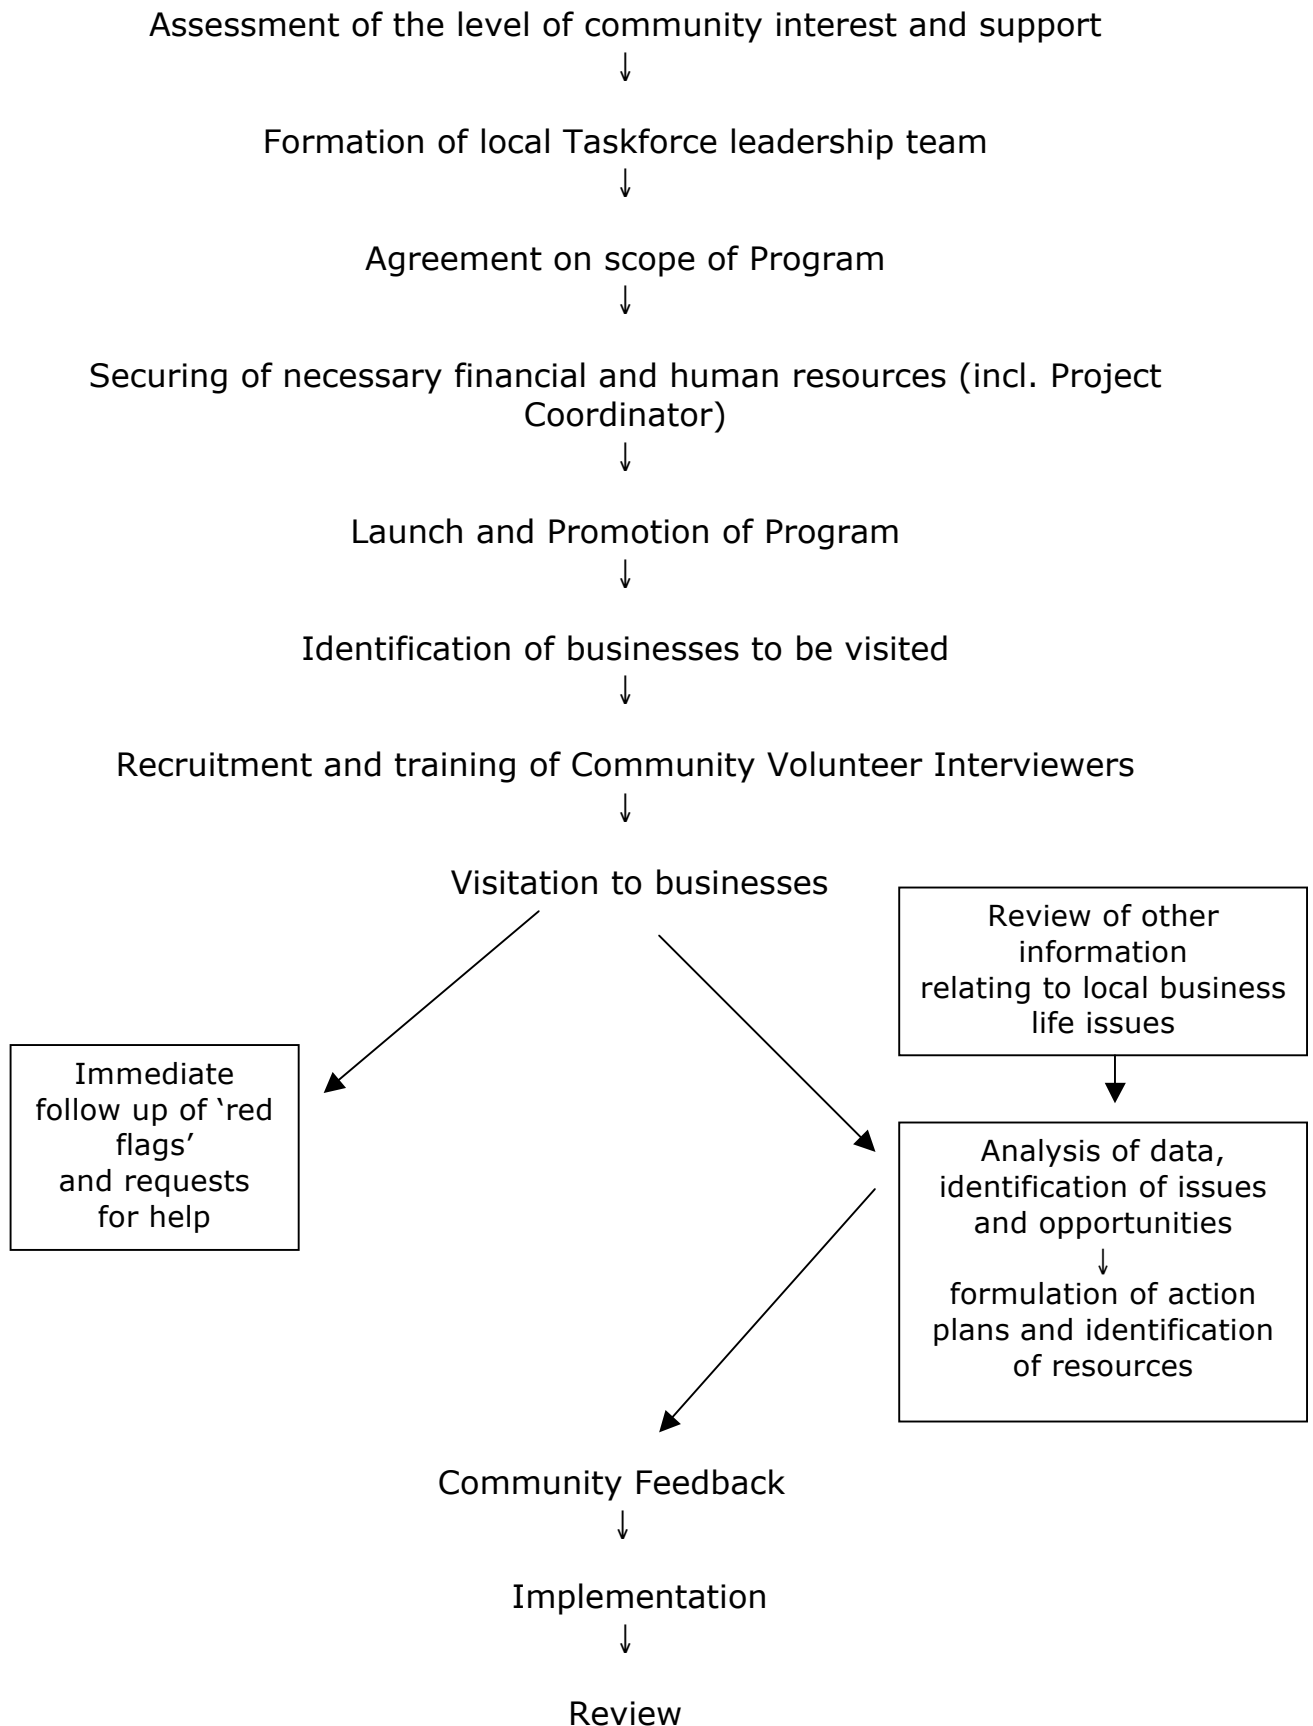 Assessment of the level of community interest and support
↓
Formation of local Taskforce leadership team
↓
Agreement on scope of Program
↓
Securing of necessary financial and human resources (incl. Project
Coordinator)
↓
Launch and Promotion of Program
↓
Identification of businesses to be visited
↓
Recruitment and training of Community Volunteer Interviewers
↓
Visitation to businesses
Review of other
information
relating to local business
life issues
Immediate
follow up of ‘red
flags’
and requests
for help
Analysis of data,
identification of issues
and opportunities
↓
formulation of action
plans and identification
of resources
Community Feedback
↓
Implementation
↓
Review